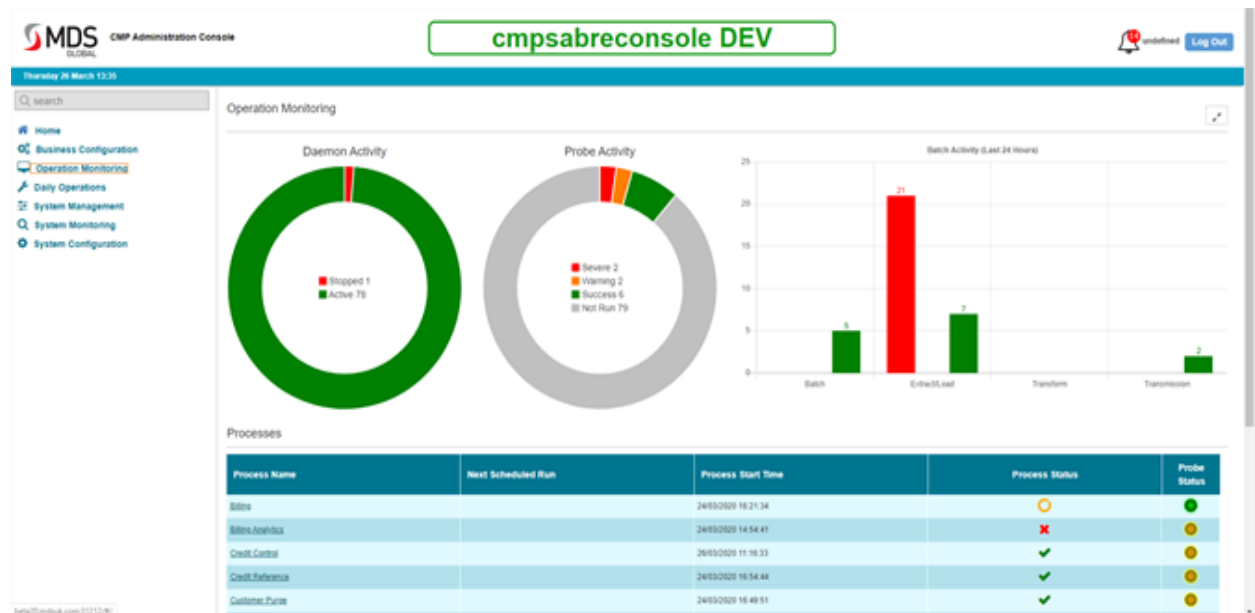 MDS
GLOBAL
CMP Administration Console
cmpsabreconsole DEV
undefined
Log Out
Thursday 26 March 13:35
search
Home
Business Configuration
Operation Monitoring
Daily Operations
System Management
System Monitoring
System Configuration
Operation Monitoring
Daemon Activity
Stopped 1
Active 78
Probe Activity
Severe 2
Warning 2
Success 6
Not Run 79
Batch Activity (Last 24 Hours)
25
20
15
10
5
0
5
21
7
2
Batch
Extract/Load
Transform
Transmission
Processes
Process Name Next Scheduled Run Process Start Time Process Status Probe Status
Billing 24/03/2020 16:21:34
Billing Analytics 24/03/2020 14:54:41
Credit Control 26/03/2020 11:16:33
Credit Reference 24/03/2020 16:54:44
Customer Purge 24/03/2020 16:49:51